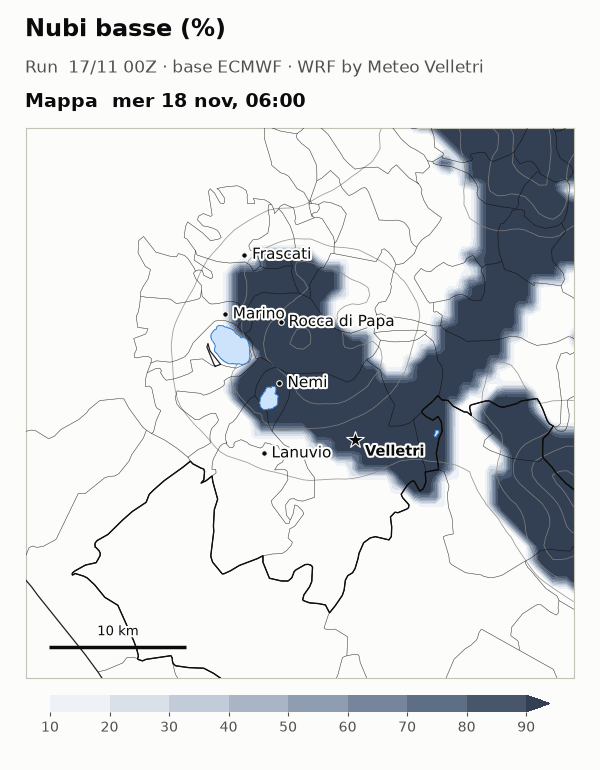 Nubi basse (%)
Run  17/11 00Z · base ECMWF · WRF by Meteo Velletri
Mappa  mer 18 nov, 06:00
Frascati
Marino
Rocca di Papa
Nemi
Velletri
Lanuvio
10 km
10 20 30 40 50 60 70 80 90